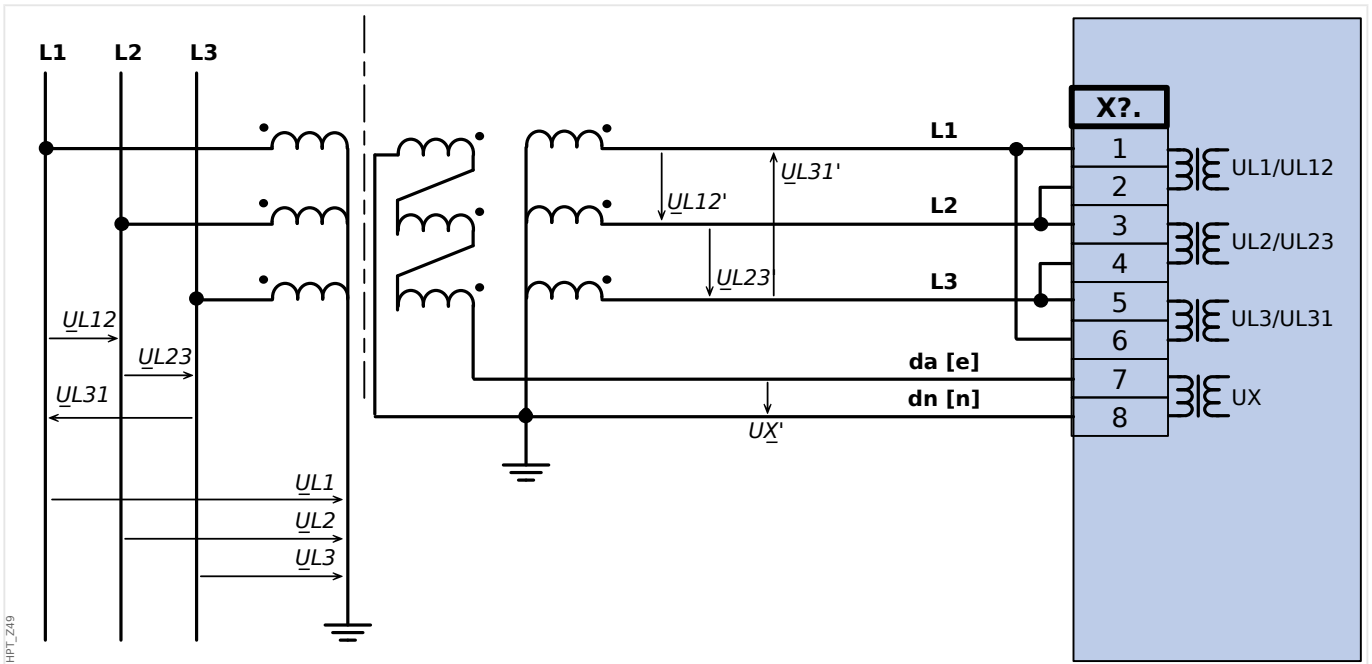 L1 L2 L3
X?.
L1
1
UL1/UL12
UL31'
2
UL12'
L2
3
UL2/UL23
4
UL23'
L3
5
UL3/UL31
UL12
6
UL23
da [e]
7
UL31
dn [n]
UX
8
UX'
UL1
UL2
UL3
HPT_Z49